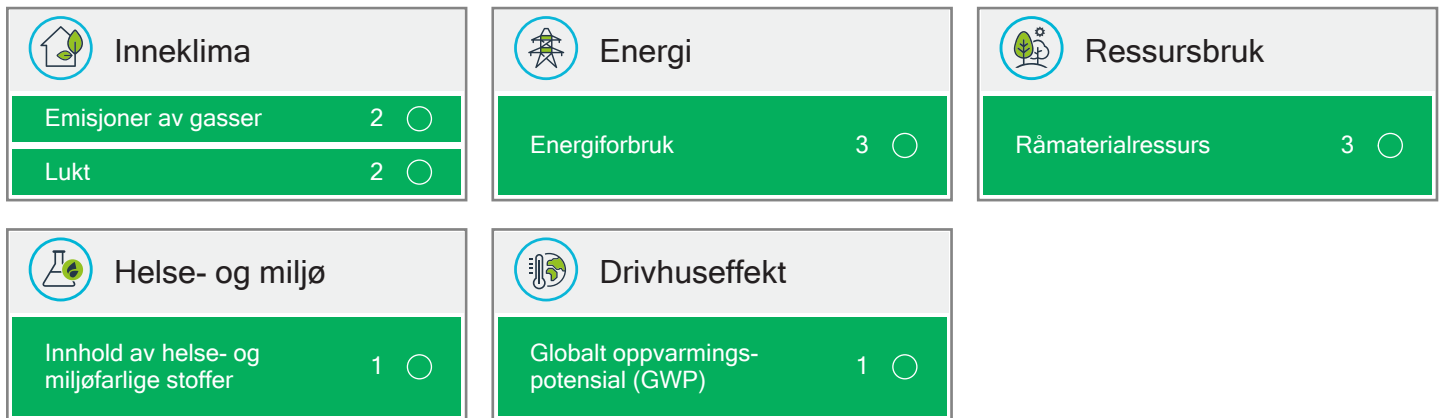 Inneklima
Emisjoner av gasser 2
Lukt 2
Energi
Energiforbruk 3
Ressursbruk
Råmaterialressurs 3
Helse- og miljø
Innhold av helse- og
miljøfarlige stoffer 1
Drivhuseffekt
Globalt oppvarmings-
potensial (GWP) 1